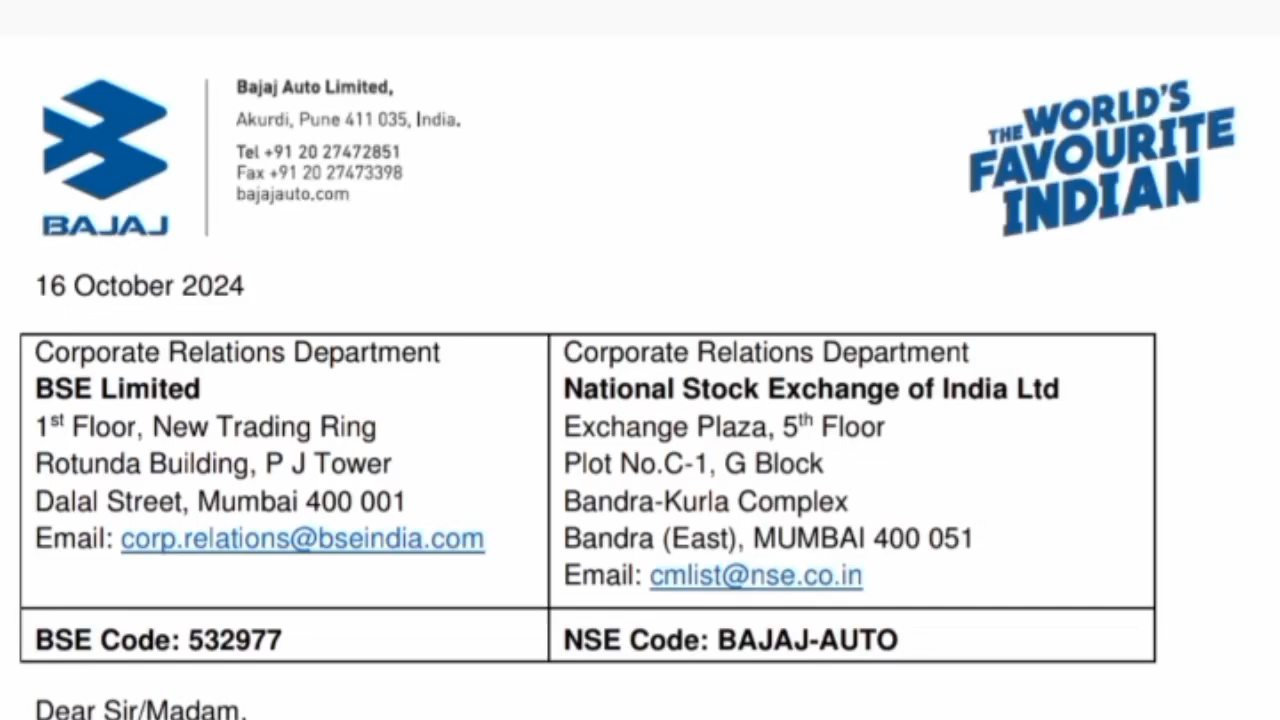 BAJAJ
Bajaj Auto Limited,
Akurdi, Pune 411 035, India.
Tel +91 20 27472851
Fax +91 20 27473398
bajajauto.com
THE WORLD'S
FAVOURITE
INDIAN
16 October 2024
Corporate Relations Department
BSE Limited
1st Floor, New Trading Ring
Rotunda Building, P J Tower
Dalal Street, Mumbai 400 001
Email: corp.relations@bseindia.com
Corporate Relations Department
National Stock Exchange of India Ltd
Exchange Plaza, 5th Floor
Plot No.C-1, G Block
Bandra-Kurla Complex
Bandra (East), MUMBAI 400 051
Email: cmlist@nse.co.in
BSE Code: 532977
NSE Code: BAJAJ-AUTO
Dear Sir/Madam,